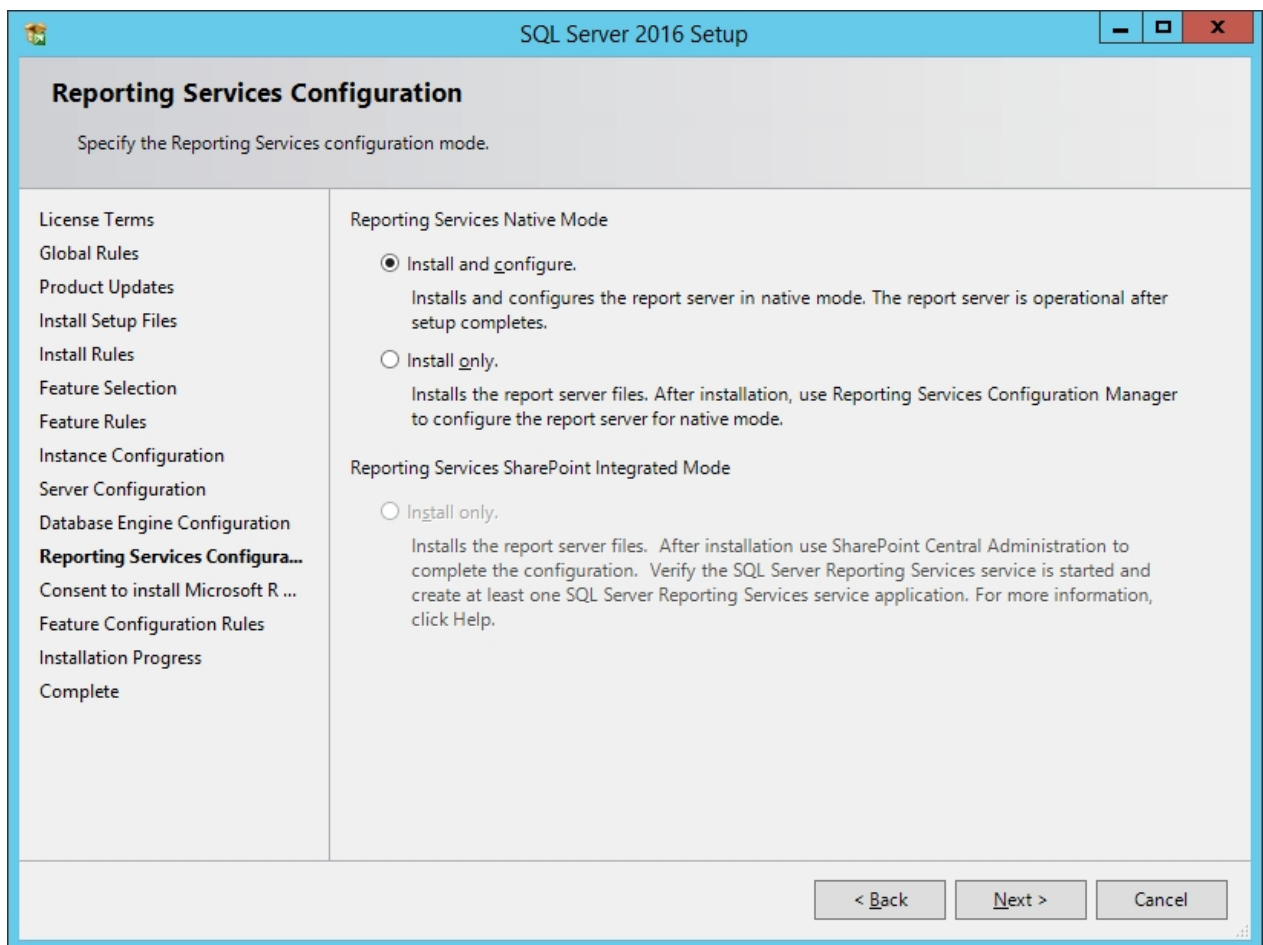 SQL Server 2016 Setup
Reporting Services Configuration
Specify the Reporting Services configuration mode.
License Terms
Global Rules
Product Updates
Install Setup Files
Install Rules
Feature Selection
Feature Rules
Instance Configuration
Server Configuration
Database Engine Configuration
Reporting Services Configura...
Consent to install Microsoft R ...
Feature Configuration Rules
Installation Progress
Complete
Reporting Services Native Mode
Install and configure.
Installs and configures the report server in native mode. The report server is operational after
setup completes.
Install only.
Installs the report server files. After installation, use Reporting Services Configuration Manager
to configure the report server for native mode.
Reporting Services SharePoint Integrated Mode
Install only.
Installs the report server files.  After installation use SharePoint Central Administration to
complete the configuration.  Verify the SQL Server Reporting Services service is started and
create at least one SQL Server Reporting Services service application. For more information,
click Help.
< Back
Next >
Cancel